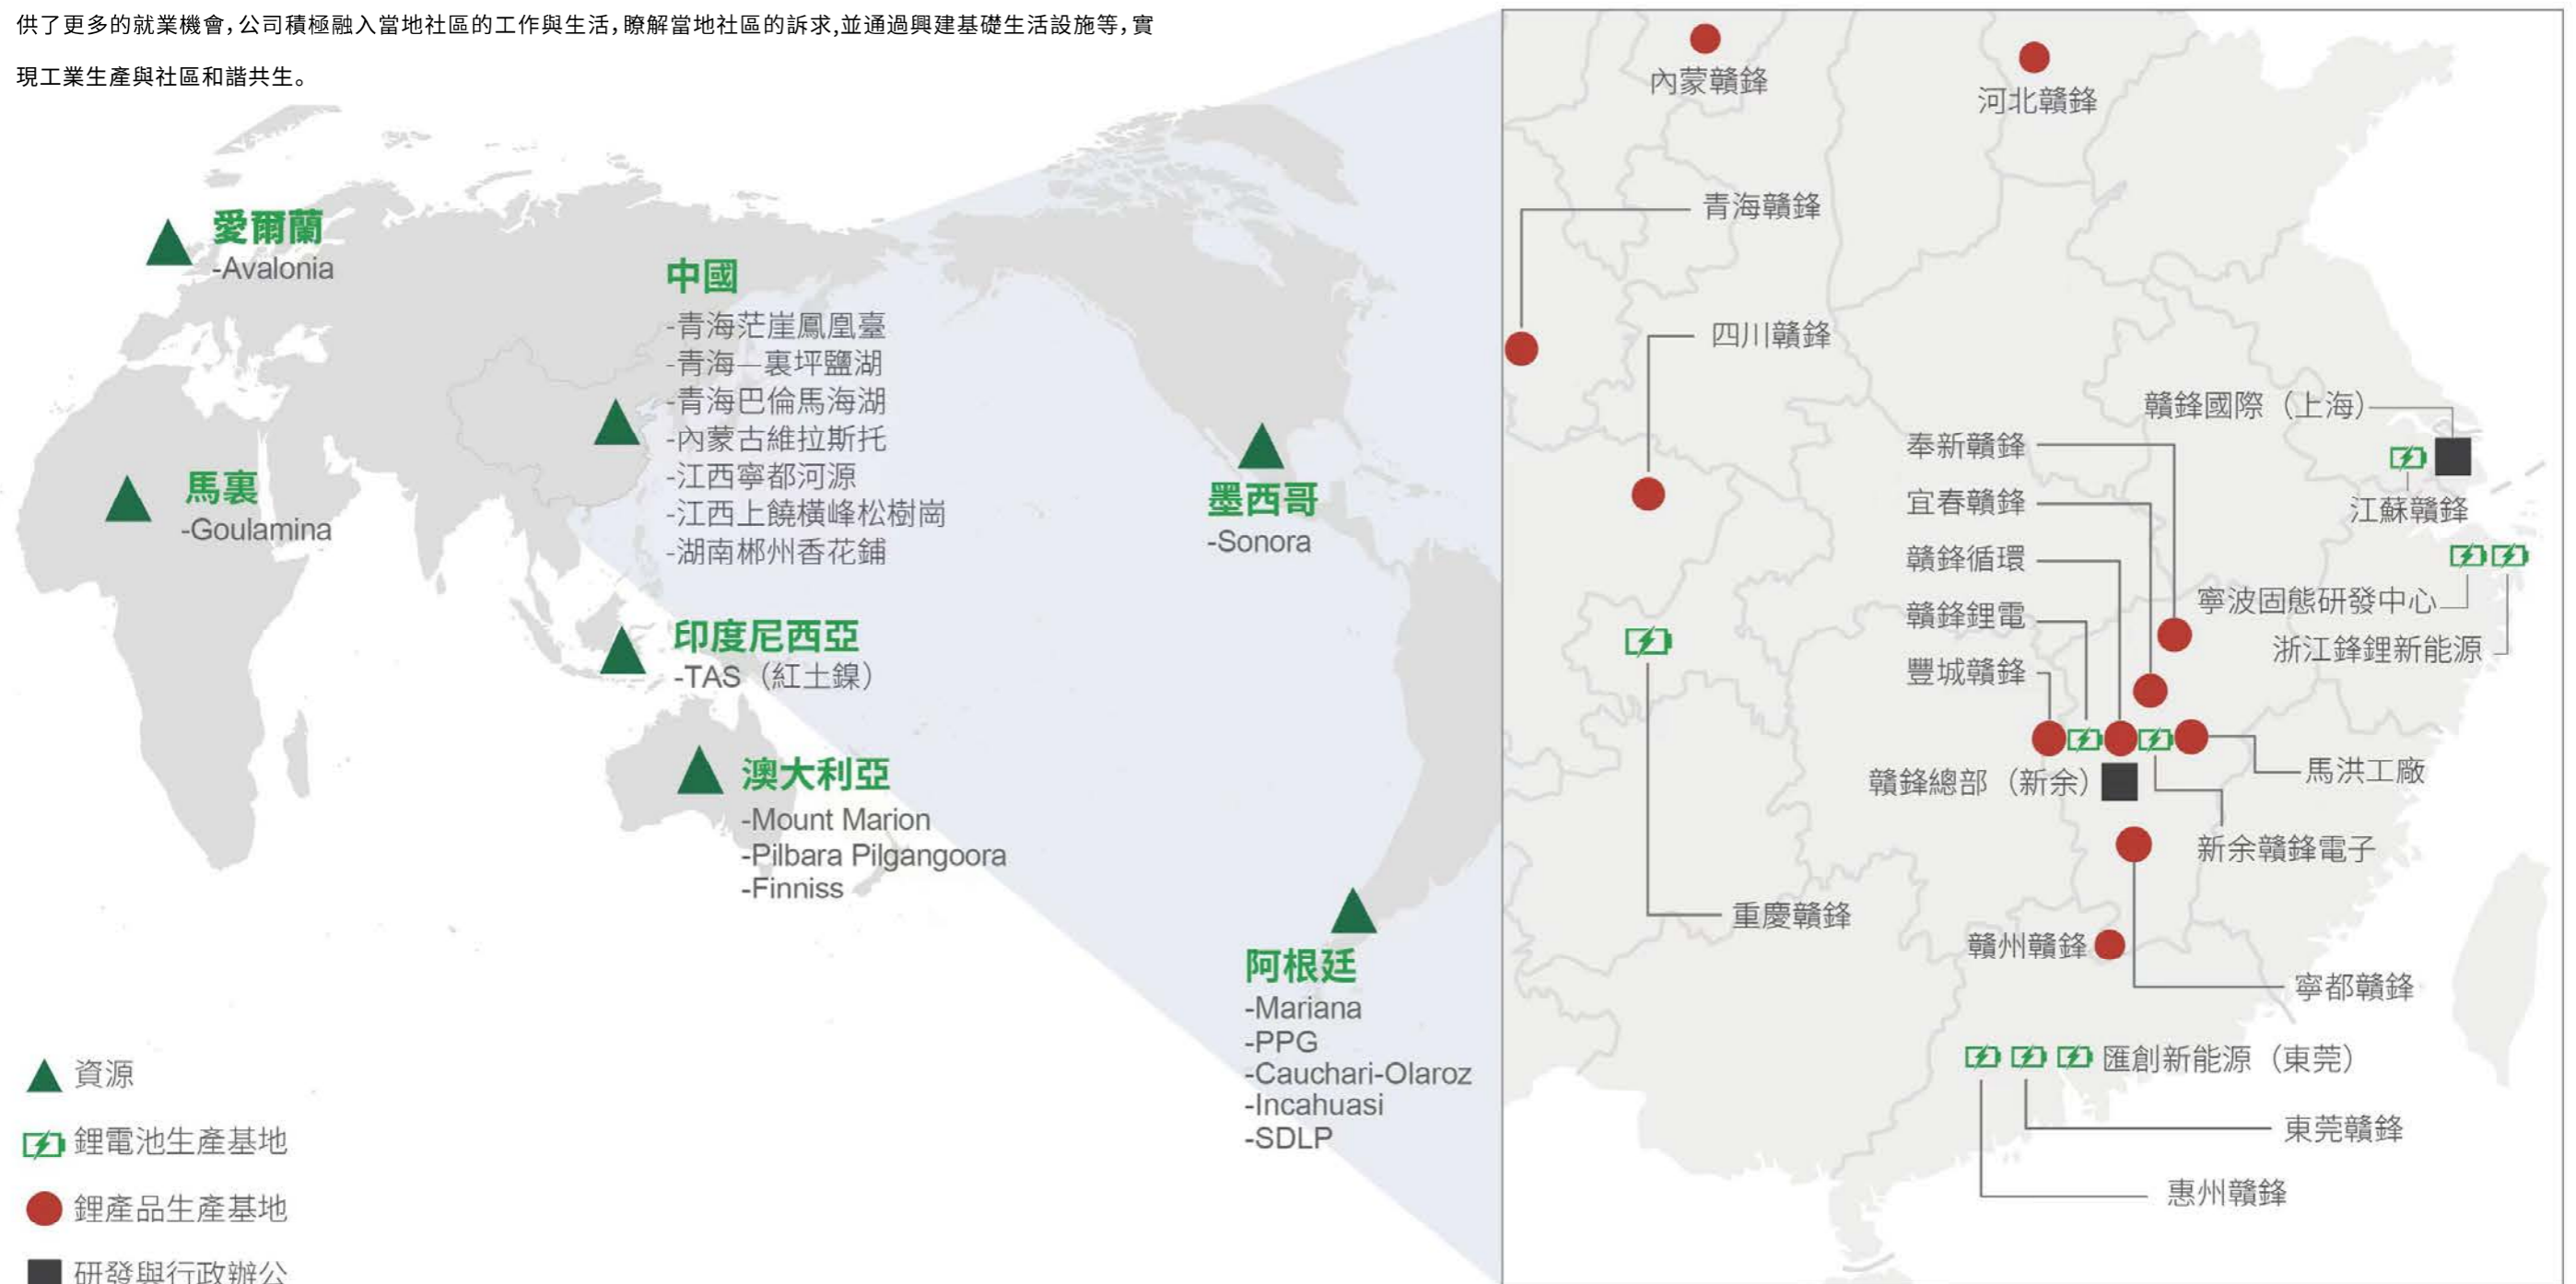 供了更多的就業機會,公司積極融入當地社區的工作與生活,瞭解當地社區的訴求,並通過興建基礎生活設施等,實
現工業生產與社區和諧共生。
愛爾蘭
-Avalonia
馬裏
-Goulamina
中國
-青海茫崖鳳凰臺
-青海一裏坪鹽湖
-青海巴倫馬海湖
-內蒙古維拉斯托
-江西寧都河源
-江西上饒橫峰松樹崗
-湖南郴州香花鋪
印度尼西亞
-TAS（紅土鎳）
澳大利亞
-Mount Marion
-Pilbara Pilgangoora
-Finniss
墨西哥
-Sonora
阿根廷
-Mariana
-PPG
-Cauchari-Olaroz
-Incahuasi
-SDLP
資源
鋰電池生產基地
鋰產品生產基地
研發與行政辦公
內蒙贛鋒
河北贛鋒
青海贛鋒
四川贛鋒
贛鋒國際（上海）
江蘇贛鋒
奉新贛鋒
宜春贛鋒
贛鋒循環
贛鋒鋰電
豐城贛鋒
寧波固態研發中心
浙江鋒鋰新能源
贛鋒總部（新余）
馬洪工廠
新余贛鋒電子
重慶贛鋒
贛州贛鋒
寧都贛鋒
匯創新能源（東莞）
東莞贛鋒
惠州贛鋒